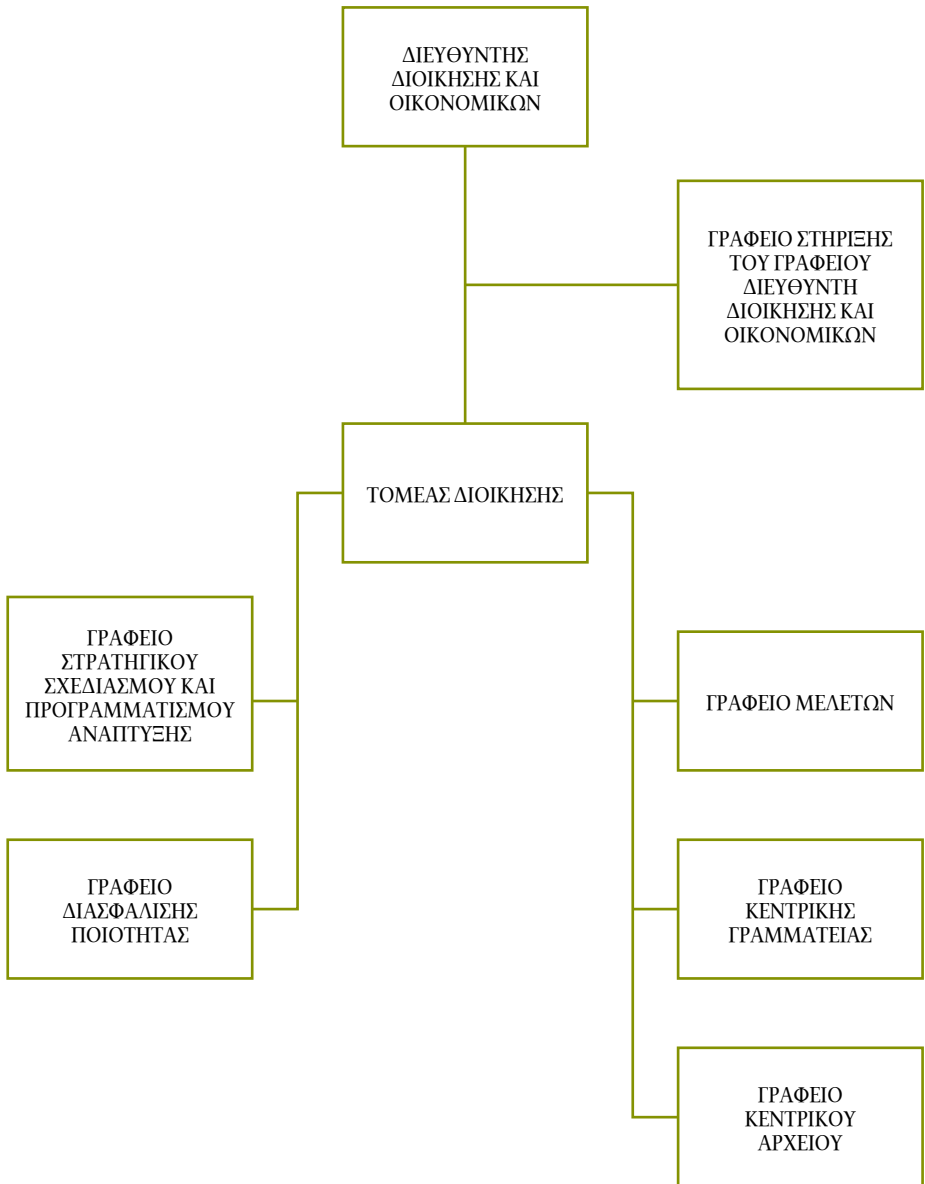 ΔΙΕΥΘΥΝΤΗΣ
ΔΙΟΙΚΗΣΗΣ ΚΑΙ
ΟΙΚΟΝΟΜΙΚΩΝ
ΓΡΑΦΕΙΟ ΣΤΗΡΙΞΗΣ
ΤΟΥ ΓΡΑΦΕΙΟΥ
ΔΙΕΥΘΥΝΤΗ
ΔΙΟΙΚΗΣΗΣ ΚΑΙ
ΟΙΚΟΝΟΜΙΚΩΝ
ΤΟΜΕΑΣ ΔΙΟΙΚΗΣΗΣ
ΓΡΑΦΕΙΟ
ΣΤΡΑΤΗΓΙΚΟΥ
ΣΧΕΔΙΑΣΜΟΥ ΚΑΙ
ΠΡΟΓΡΑΜΜΑΤΙΣΜΟΥ
ΑΝΑΠΤΥΞΗΣ
ΓΡΑΦΕΙΟ ΜΕΛΕΤΩΝ
ΓΡΑΦΕΙΟ
ΔΙΑΣΦΑΛΙΣΗΣ
ΠΟΙΟΤΗΤΑΣ
ΓΡΑΦΕΙΟ
ΚΕΝΤΡΙΚΗΣ
ΓΡΑΜΜΑΤΕΙΑΣ
ΓΡΑΦΕΙΟ
ΚΕΝΤΡΙΚΟΥ
ΑΡΧΕΙΟΥ